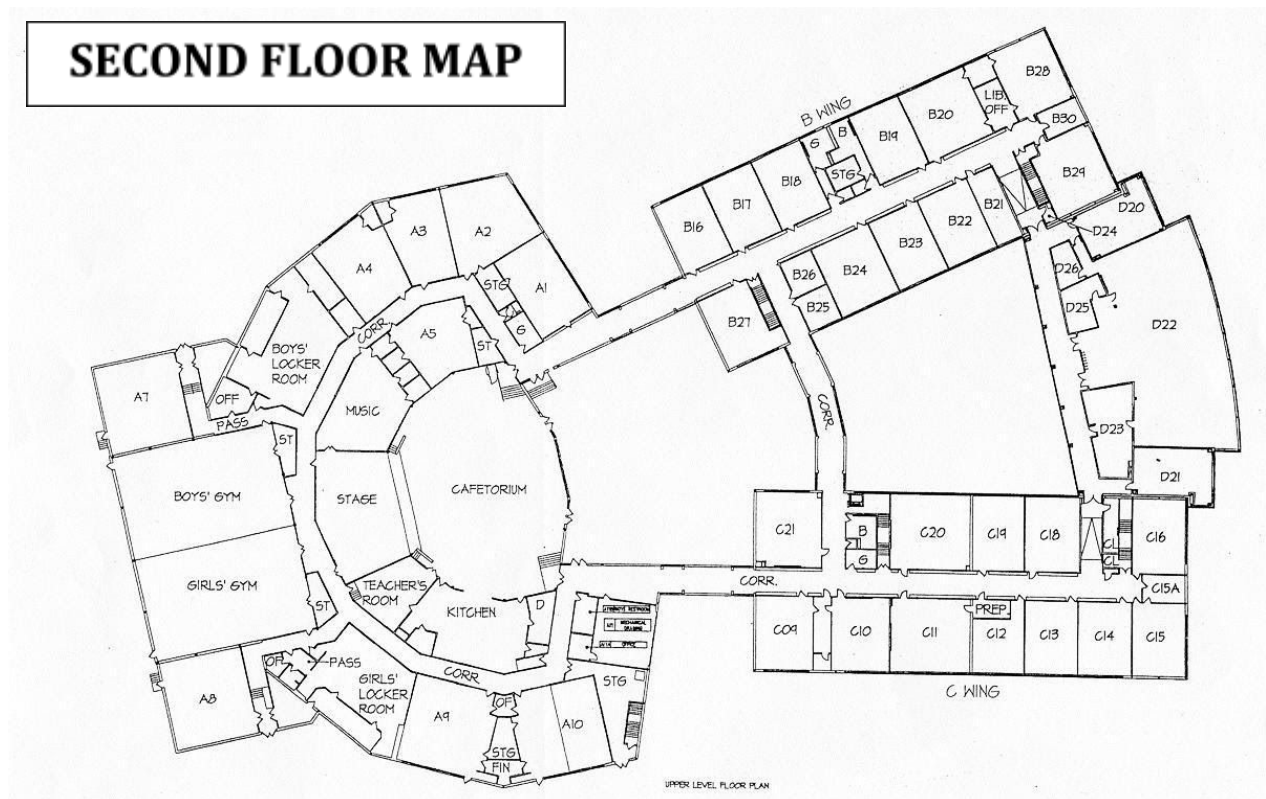 SECOND FLOOR MAP
B WING
B28
LIB.
OFF
B30
B20
B19
B
G
STG
B18
B17
B16
B29
D20
D24
B21
B22
B23
B24
B26
B25
B27
D26
D25
D22
D23
D21
A3
A2
A4
STG
A1
G
A5
ST
CORR.
BOYS'
LOCKER
ROOM
A7
OFF
PASS
MUSIC
ST
CORR.
BOYS' GYM
STAGE
CAFETORIUM
GIRLS' GYM
ST
TEACHER'S
ROOM
KITCHEN
D
C21
B
G
C20
C19
C18
C16
CL
CL
CORR.
C15A
PREP
C09
C10
C11
C12
C13
C14
C15
C WING
MECHANICAL
DRAWING
OFFICE
OF
PASS
GIRLS'
LOCKER
ROOM
CORR
STG
A8
A9
OF
A10
STG
FIN
UPPER LEVEL FLOOR PLAN